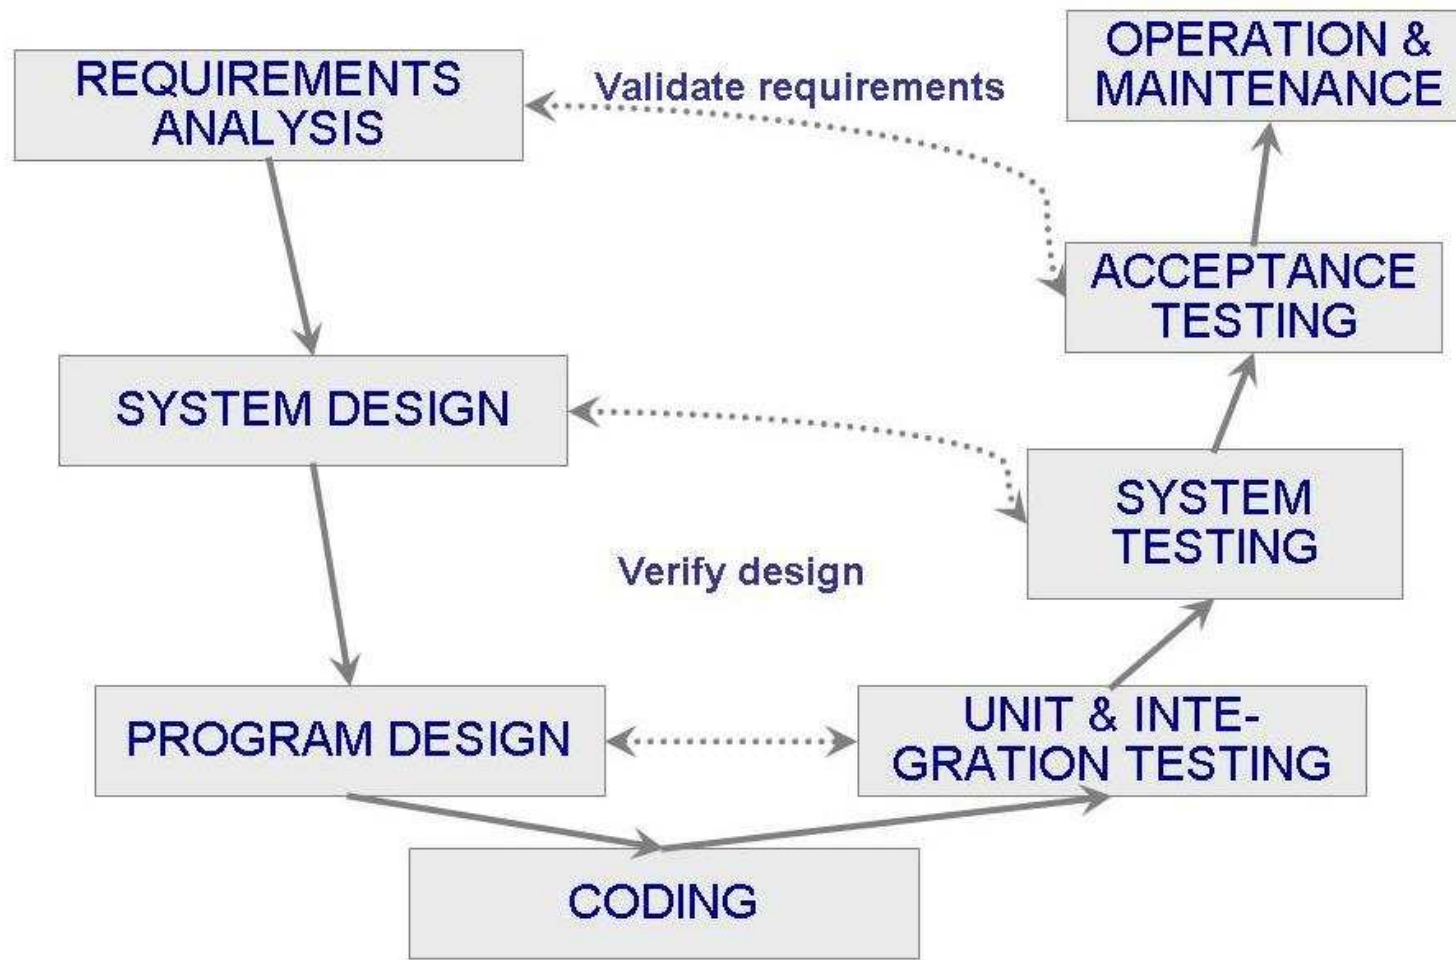 REQUIREMENTS
ANALYSIS
Validate requirements
OPERATION &
MAINTENANCE
ACCEPTANCE
TESTING
SYSTEM DESIGN
SYSTEM
TESTING
Verify design
PROGRAM DESIGN
UNIT & INTE-
GRATION TESTING
CODING